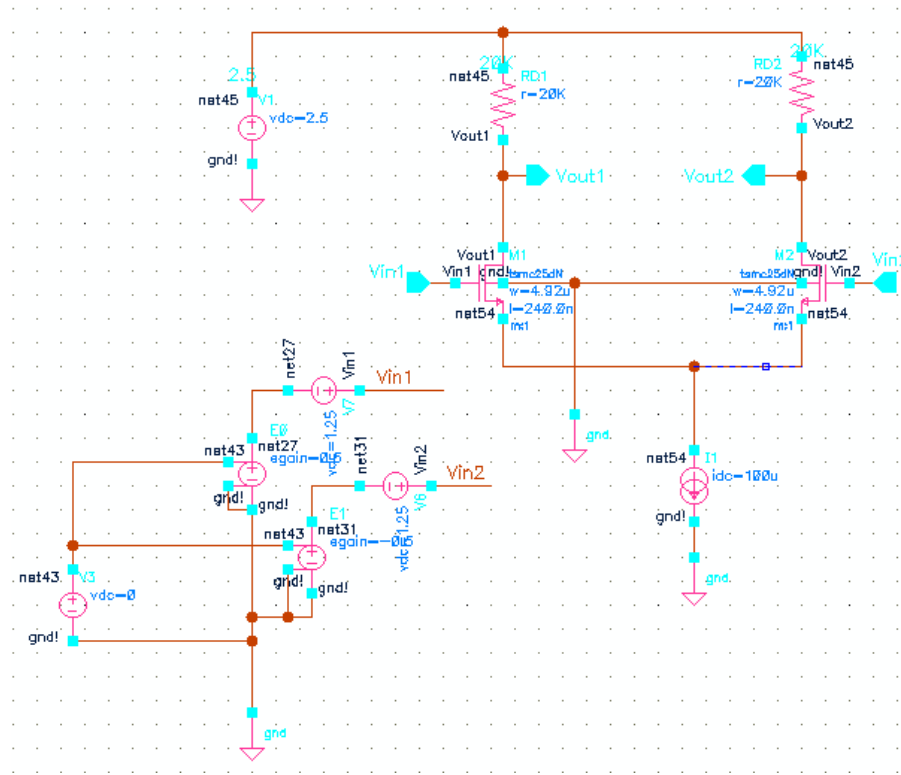 20K
20K
RD1
r=20K
net45
RD2
r=20K
net45
2.5
net45
V1
vdc=2.5
gnd!
Vout1
Vout2
Vout1
Vout2
Vout1
M1
M2
Vout2
Vin1
Vin1
gnd!
tsmc25dN
tsmc25dN
gnd!
Vin2
w=4.92u
w=4.92u
l=240.0n
l=240.0n
net54
m:1
m:1
net54
net27
Vin1
Vin1
V7
vdc=1.25
E0
net43
net27
egain=0.5
gnd!
gnd!
net31
Vin2
Vin2
V6
vdc=1.25
E1
net43
net31
egain=-0.5
gnd!
gnd!
net43
V3
vdc=0
gnd!
gnd
gnd
net54
I1
idc=100u
gnd!
gnd